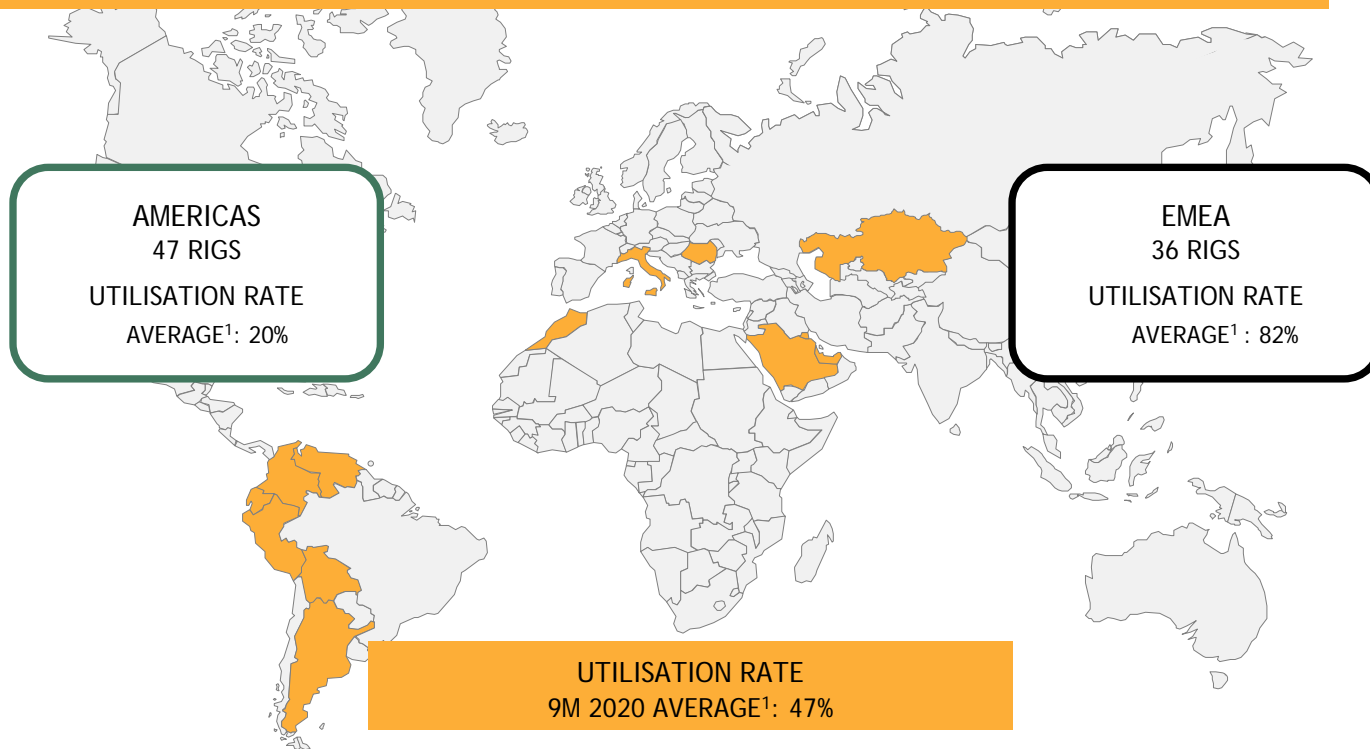 AMERICAS
47 RIGS
UTILISATION RATE
AVERAGE¹: 20%
EMEA
36 RIGS
UTILISATION RATE
AVERAGE¹ : 82%
UTILISATION RATE
9M 2020 AVERAGE¹: 47%